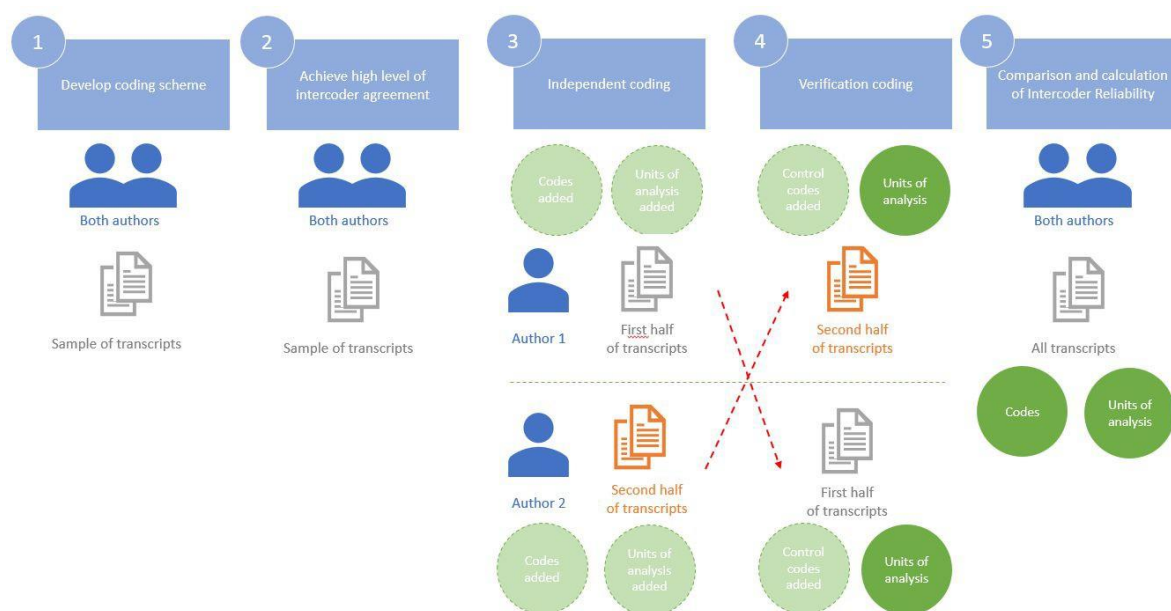 1
Develop coding scheme
Both authors
Sample of transcripts
2
Achieve high level of
intercoder agreement
Both authors
Sample of transcripts
3
Independent coding
Codes
added
Units of
analysis
added
Author 1
First half
of transcripts
Author 2
Second half
of transcripts
Codes
added
Units of
analysis
added
4
Verification coding
Control
codes
added
Units of
analysis
Second half
of transcripts
First half
of transcripts
Control
codes
added
Units of
analysis
5
Comparison and calculation
of Intercoder Reliability
Both authors
All transcripts
Codes
Units of
analysis